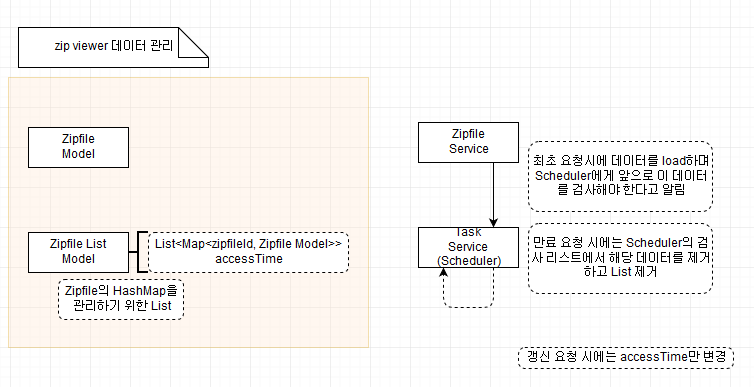 zip viewer 데이터 관리
Zipfile
Model
Zipfile List
Model
List<Map<zipfileId, Zipfile Model>>
accessTime
Zipfile의 HashMap을
관리하기 위한 List
Zipfile
Service
최초 요청시에 데이터를 load하며
Scheduler에게 앞으로 이 데이터
를 검사해야 한다고 알림
Task
Service
(Scheduler)
만료 요청 시에는 Scheduler의 검
사 리스트에서 해당 데이터를 제거
하고 List 제거
갱신 요청 시에는 accessTime만 변경